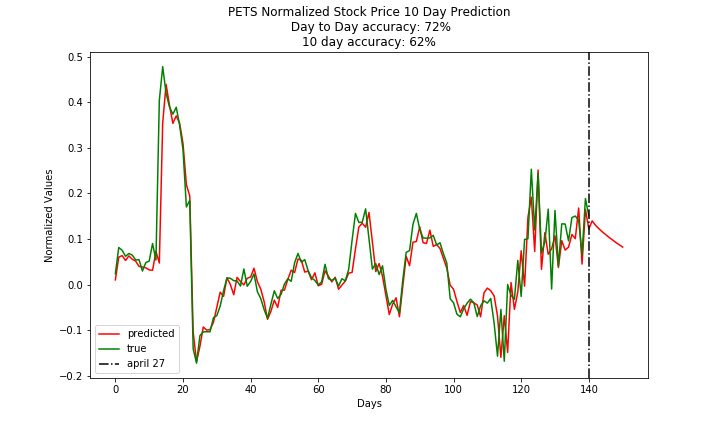 PETS Normalized Stock Price 10 Day Prediction
Day to Day accuracy: 72%
10 day accuracy: 62%
0.5
0.4
0.3
0.2
0.1
0.0
−0.1
−0.2
Normalized Values
predicted
true
april 27
0
20
40
60
80
100
120
140
Days